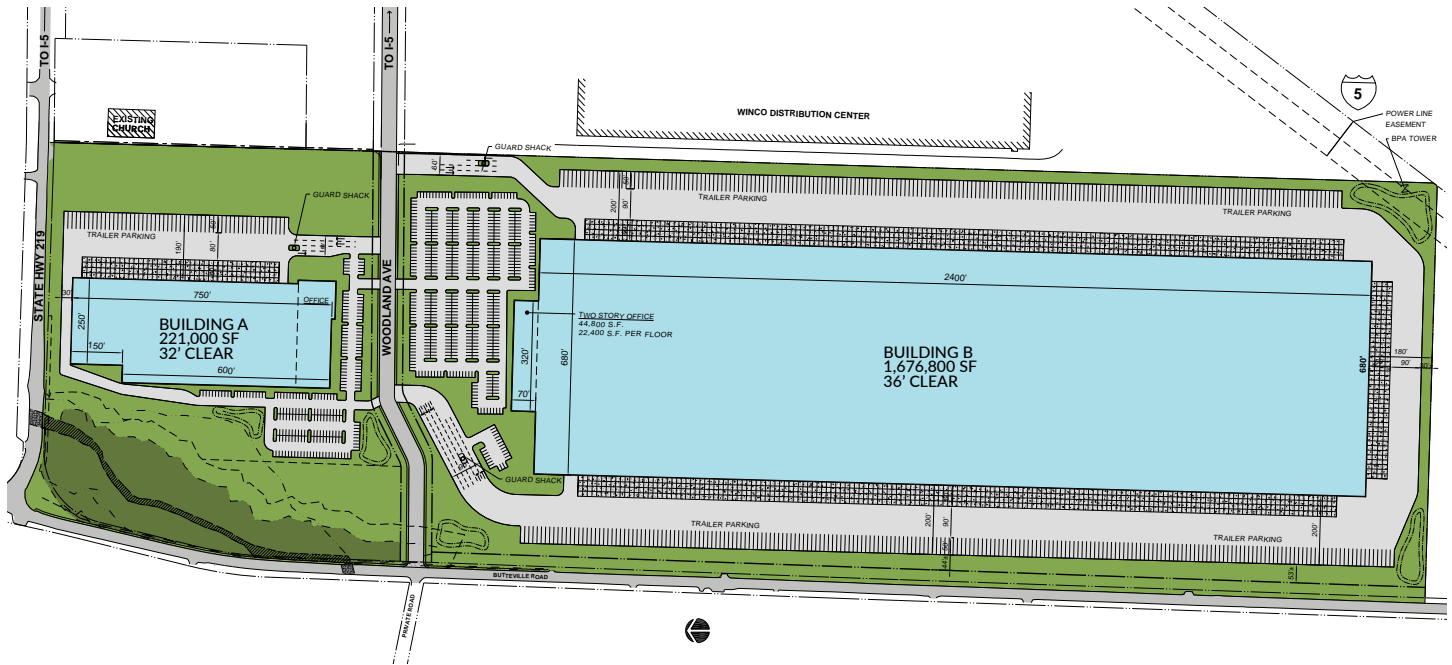 TO I-5
TO I-5
EXISTING
CHURCH
WINCO DISTRIBUTION CENTER
5
POWER LINE
EASEMENT
BPA TOWER
GUARD SHACK
60'
GUARD SHACK
TRAILER PARKING
TRAILER PARKING
200'
50'
90'
TRAILER PARKING
190'
80'
STATE HWY 219
WOODLAND AVE
30'
750'
OFFICE
250'
BUILDING A
221,000 SF
32' CLEAR
150'
600'
2400'
TWO STORY OFFICE
44,800 S.F.
22,400 S.F. PER FLOOR
320'
680'
70'
BUILDING B
1,676,800 SF
36' CLEAR
680'
180'
90'
GUARD SHACK
TRAILER PARKING
TRAILER PARKING
200'
90'
50'
200'
BUTTEVILLE ROAD
PRIVATE ROAD